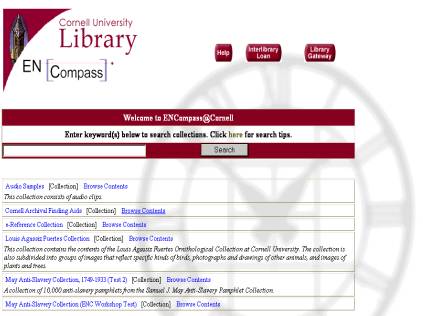 Cornell University
Library
EN [Compass]
Help
Interlibrary Loan
Library Gateway
Welcome to ENCompass@Cornell
Enter keyword(s) below to search collections. Click here for search tips.
Search
Audio Samples [Collection] Browse Contents
This collection consists of audio clips.
Cornell Archival Finding Aids [Collection] Browse Contents
e-Reference Collection [Collection] Browse Contents
Louis Agassiz Fuertes Collection [Collection] Browse Contents
This collection contains the contents of the Louis Agassiz Fuertes Ornithological Collection at Cornell University. The collection is
also subdivided into groups of images that reflect specific kinds of birds, photographs and drawings of other animals, and images of
plants and trees.
May Anti-Slavery Collection, 1749-1933 (Test 2) [Collection] Browse Contents
A collection of 10,000 anti-slavery pamphlets from the Samuel J. May Anti-Slavery Pamphlet Collection.
May Anti-Slavery Collection (ENC Workshop Test) [Collection] Browse Contents